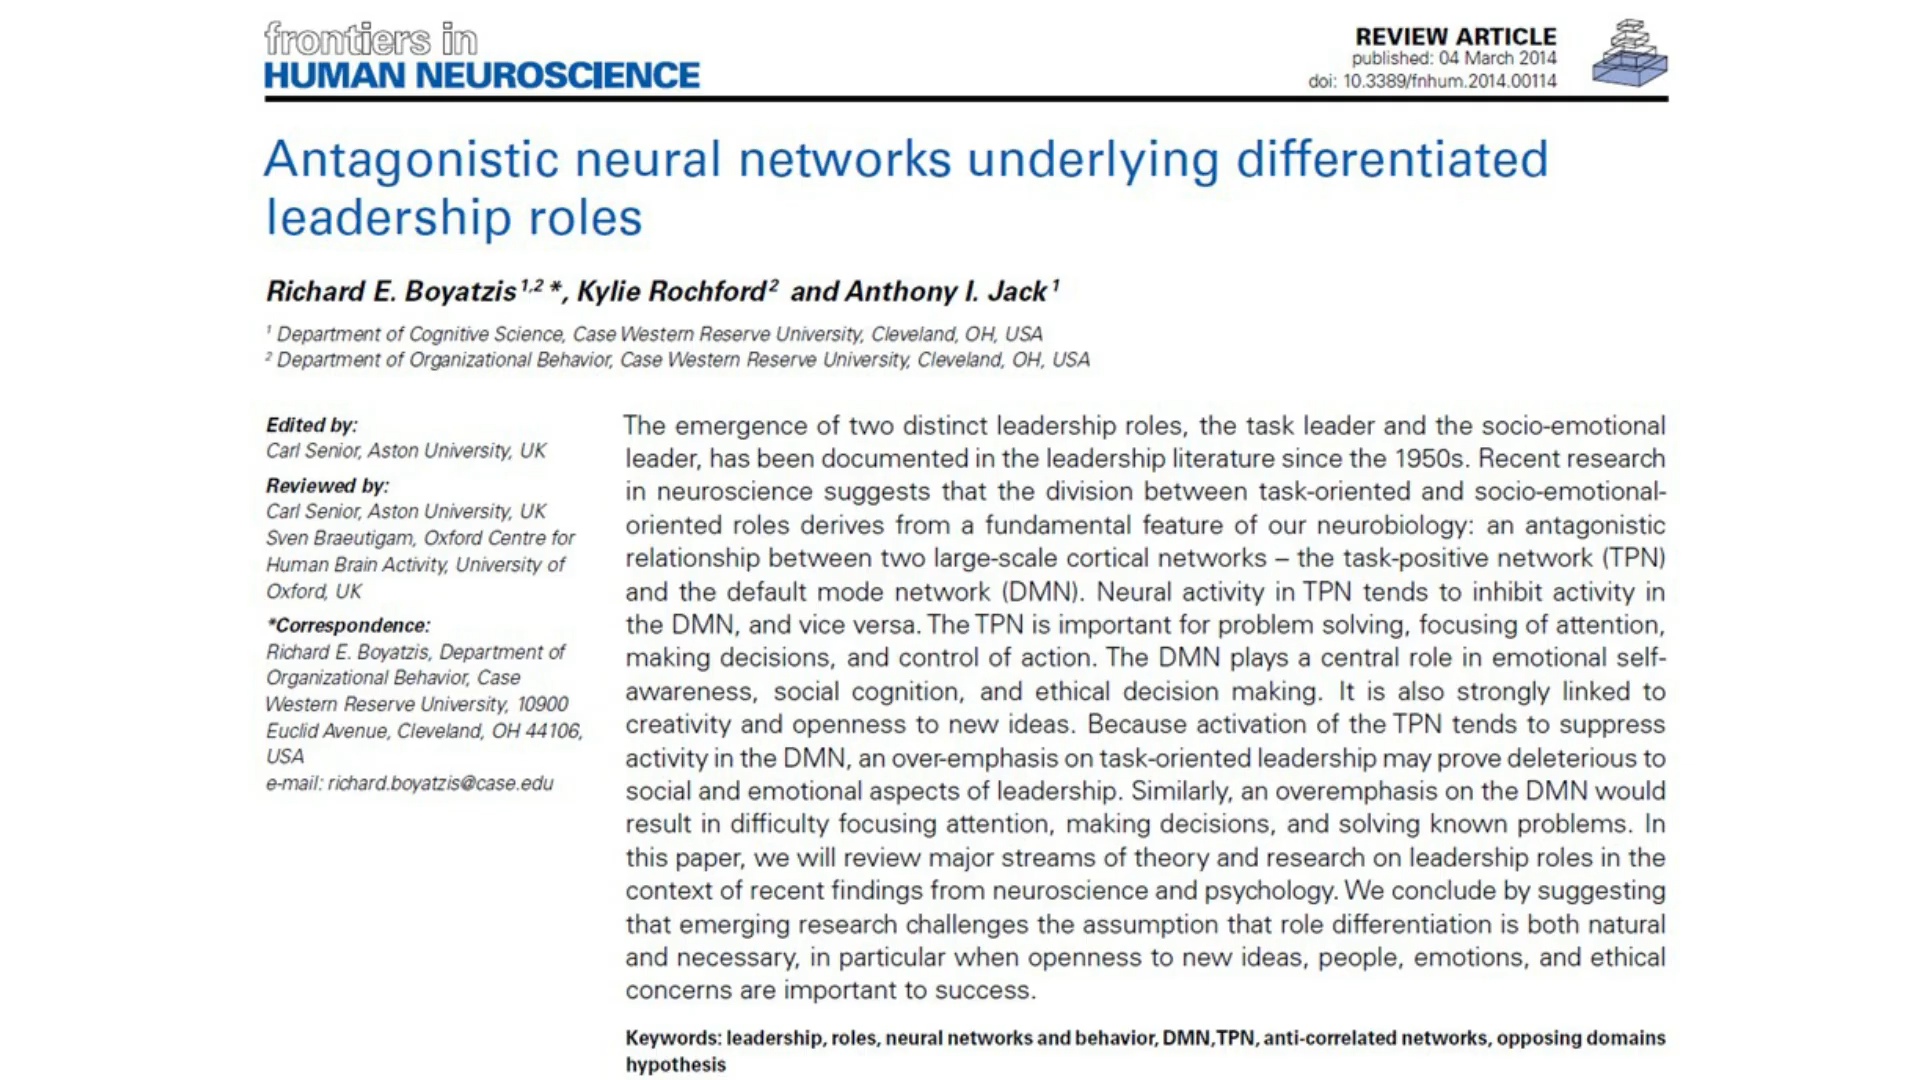 frontiers in
HUMAN NEUROSCIENCE
REVIEW ARTICLE
published: 04 March 2014
doi: 10.3389/fnhum.2014.00114
Antagonistic neural networks underlying differentiated
leadership roles
Richard E. Boyatzis 1,2 *, Kylie Rochford 2 and Anthony I. Jack 1
1 Department of Cognitive Science, Case Western Reserve University, Cleveland, OH, USA
2 Department of Organizational Behavior, Case Western Reserve University, Cleveland, OH, USA
Edited by:
Carl Senior, Aston University, UK
Reviewed by:
Carl Senior, Aston University, UK
Sven Braeutigam, Oxford Centre for
Human Brain Activity, University of
Oxford, UK
*Correspondence:
Richard E. Boyatzis, Department of
Organizational Behavior, Case
Western Reserve University, 10900
Euclid Avenue, Cleveland, OH 44106,
USA
e-mail: richard.boyatzis@case.edu
The emergence of two distinct leadership roles, the task leader and the socio-emotional
leader, has been documented in the leadership literature since the 1950s. Recent research
in neuroscience suggests that the division between task-oriented and socio-emotional-
oriented roles derives from a fundamental feature of our neurobiology: an antagonistic
relationship between two large-scale cortical networks – the task-positive network (TPN)
and the default mode network (DMN). Neural activity in TPN tends to inhibit activity in
the DMN, and vice versa. The TPN is important for problem solving, focusing of attention,
making decisions, and control of action. The DMN plays a central role in emotional self-
awareness, social cognition, and ethical decision making. It is also strongly linked to
creativity and openness to new ideas. Because activation of the TPN tends to suppress
activity in the DMN, an over-emphasis on task-oriented leadership may prove deleterious to
social and emotional aspects of leadership. Similarly, an overemphasis on the DMN would
result in difficulty focusing attention, making decisions, and solving known problems. In
this paper, we will review major streams of theory and research on leadership roles in the
context of recent findings from neuroscience and psychology. We conclude by suggesting
that emerging research challenges the assumption that role differentiation is both natural
and necessary, in particular when openness to new ideas, people, emotions, and ethical
concerns are important to success.
Keywords: leadership, roles, neural networks and behavior, DMN, TPN, anti-correlated networks, opposing domains
hypothesis